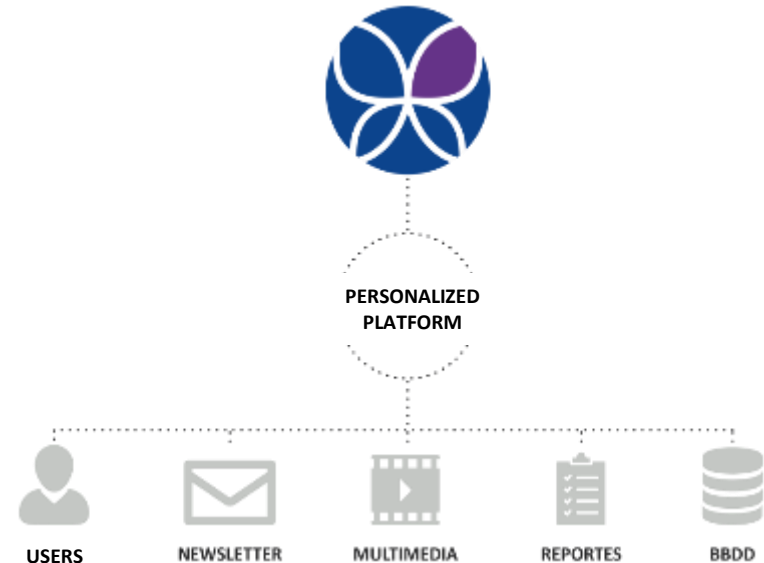 PERSONALIZED
PLATFORM
USERS
NEWSLETTER
MULTIMEDIA
REPORTES
BBDD